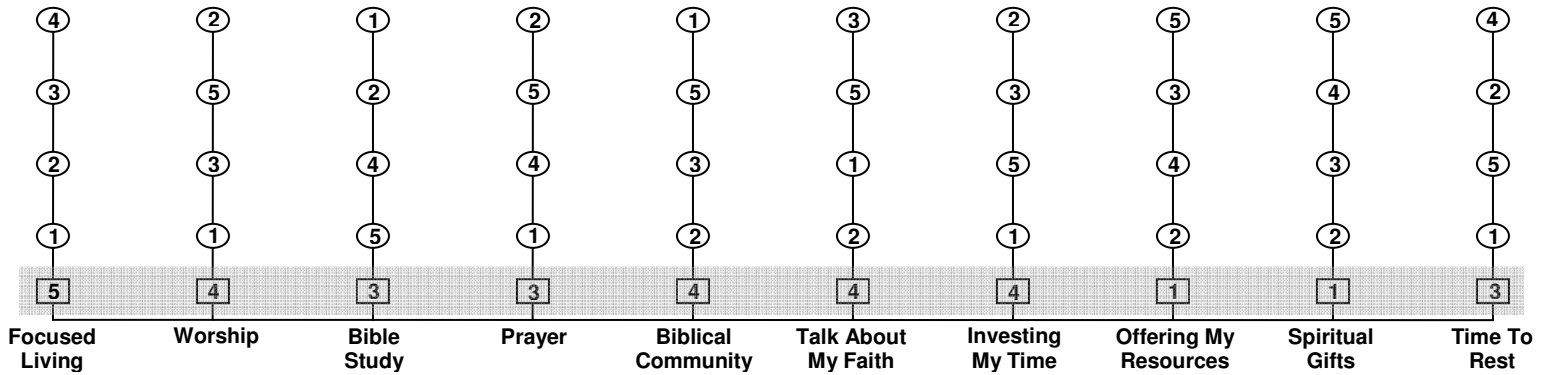 4 2 1 2 1 3 2 5 5 4
3 5 2 5 5 5 3 3 4 2
2 3 4 4 3 1 5 4 3 5
1 1 5 1 2 2 1 2 2 1
5 4 3 3 4 4 4 1 1 3
Focused Worship Bible Prayer Biblical Talk About Investing Offering My Spiritual Time To
Living Study Community My Faith My Time Resources Gifts Rest